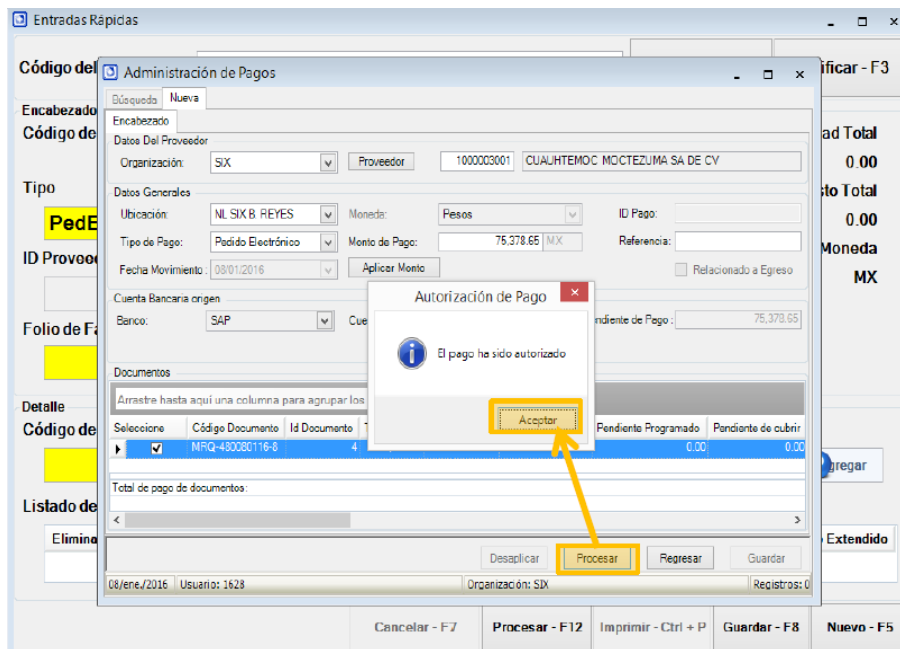 Entradas Rápidas
Código del
ificar - F3
Administración de Pagos
Búsqueda Nueva
Encabezado
Encabezado
Código de
ad Total
Datos Del Proveedor
Organización: SIX Proveedor 1000003001 CUAUHTEMOC MOCTEZUMA SA DE CV
0.00
Tipo
sto Total
Datos Generales
PedE
Ubicación: NL SIX B. REYES Moneda: Pesos ID Pago:
0.00
Tipo de Pago: Pedido Electrónico Monto de Pago: 75,378.65 MX Referencia:
ID Provee
Moneda
Fecha Movimiento: 08/01/2016 Aplicar Monto Relacionado a Egreso
MX
Cuenta Bancaria origen
Autorización de Pago
Banco: SAP Cue
ndiente de Pago: 75,378.65
Folio de Fa
El pago ha sido autorizado
Documentos
Arrastre hasta aquí una columna para agrupar los
Detalle
Aceptar
Código de
Seleccione Código Documento Id Documento Pendiente Programado Pendiente de cubrir
MRQ-480080116-8 4 0.00 0.00
gregar
Total de pago de documentos:
Listado de
Elimina
Extendido
Desaplicar Procesar Regresar Guardar
08/ene./2016 Usuario: 1628 Organización: SIX Registros: 0
Cancelar - F7 Procesar - F12 Imprimir - Ctrl + P Guardar - F8 Nuevo - F5